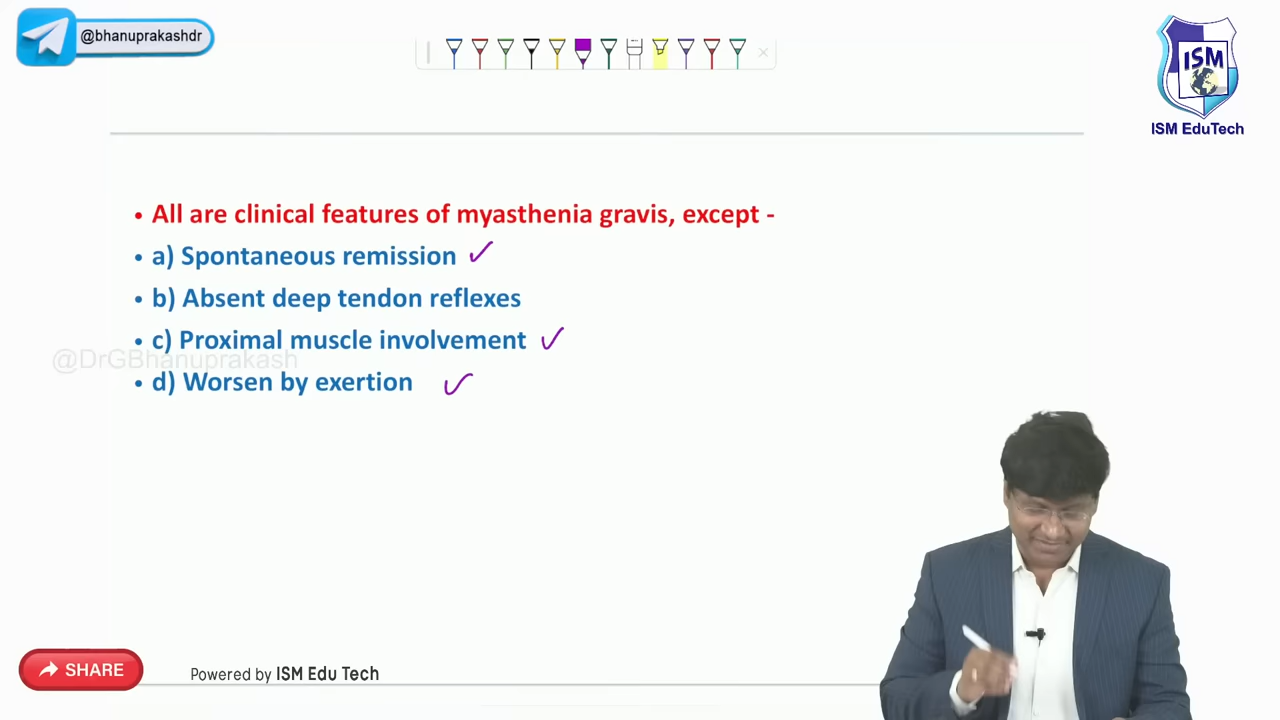 @bhanuprakashdr
ISM
ISM EduTech
• All are clinical features of myasthenia gravis, except -
• a) Spontaneous remission ✓
• b) Absent deep tendon reflexes
• c) Proximal muscle involvement ✓
@DrGBhanuprakash
• d) Worsen by exertion ✓
SHARE
Powered by ISM Edu Tech